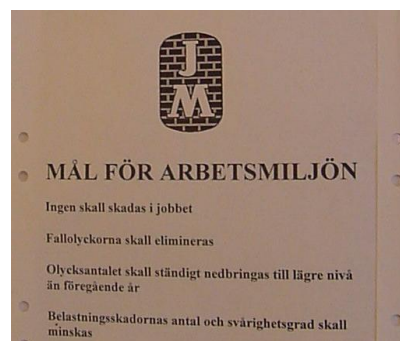 J
M
MÅL FÖR ARBETSMILJÖN
Ingen skall skadas i jobbet
Fallolyckorna skall elimineras
Olycksantalet skall ständigt nedbringas till lägre nivå
än föregående år
Belastningsskadornas antal och svårighetsgrad skall
minskas